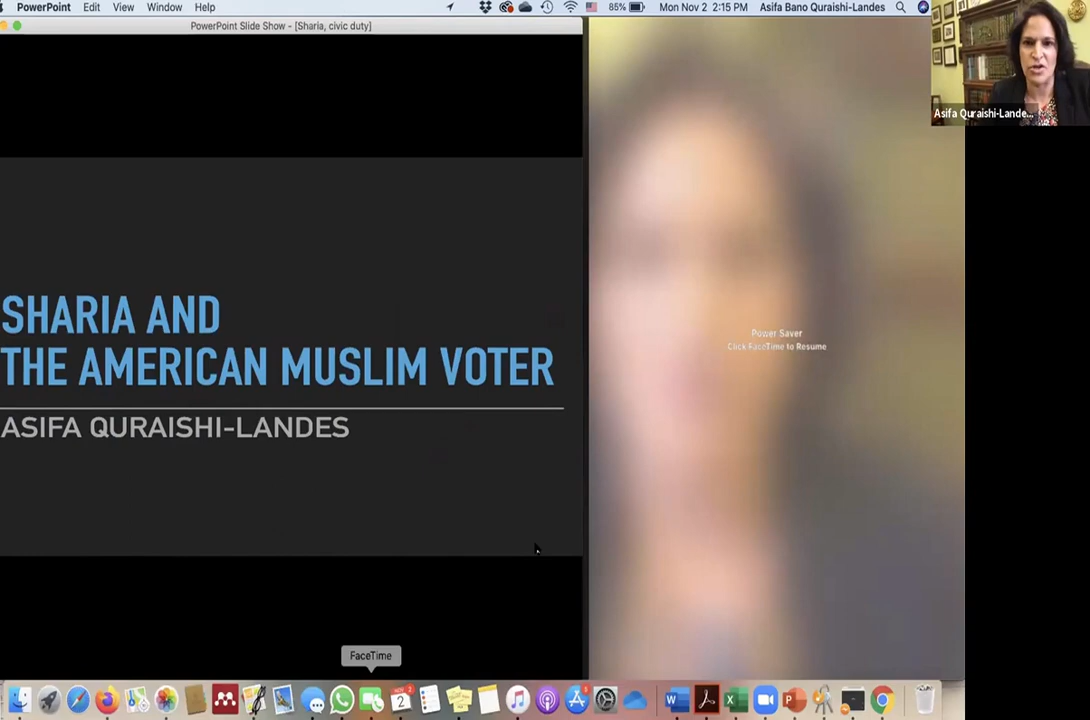 PowerPoint Edit View Window Help 85% Mon Nov 2 2:15 PM Asifa Bano Quraishi-Landes
PowerPoint Slide Show - [Sharia, civic duty]
Asifa Quraishi-Lande...
SHARIA AND
THE AMERICAN MUSLIM VOTER
ASIFA QURAISHI-LANDES
Power Saver
Click FaceTime to Resume
FaceTime